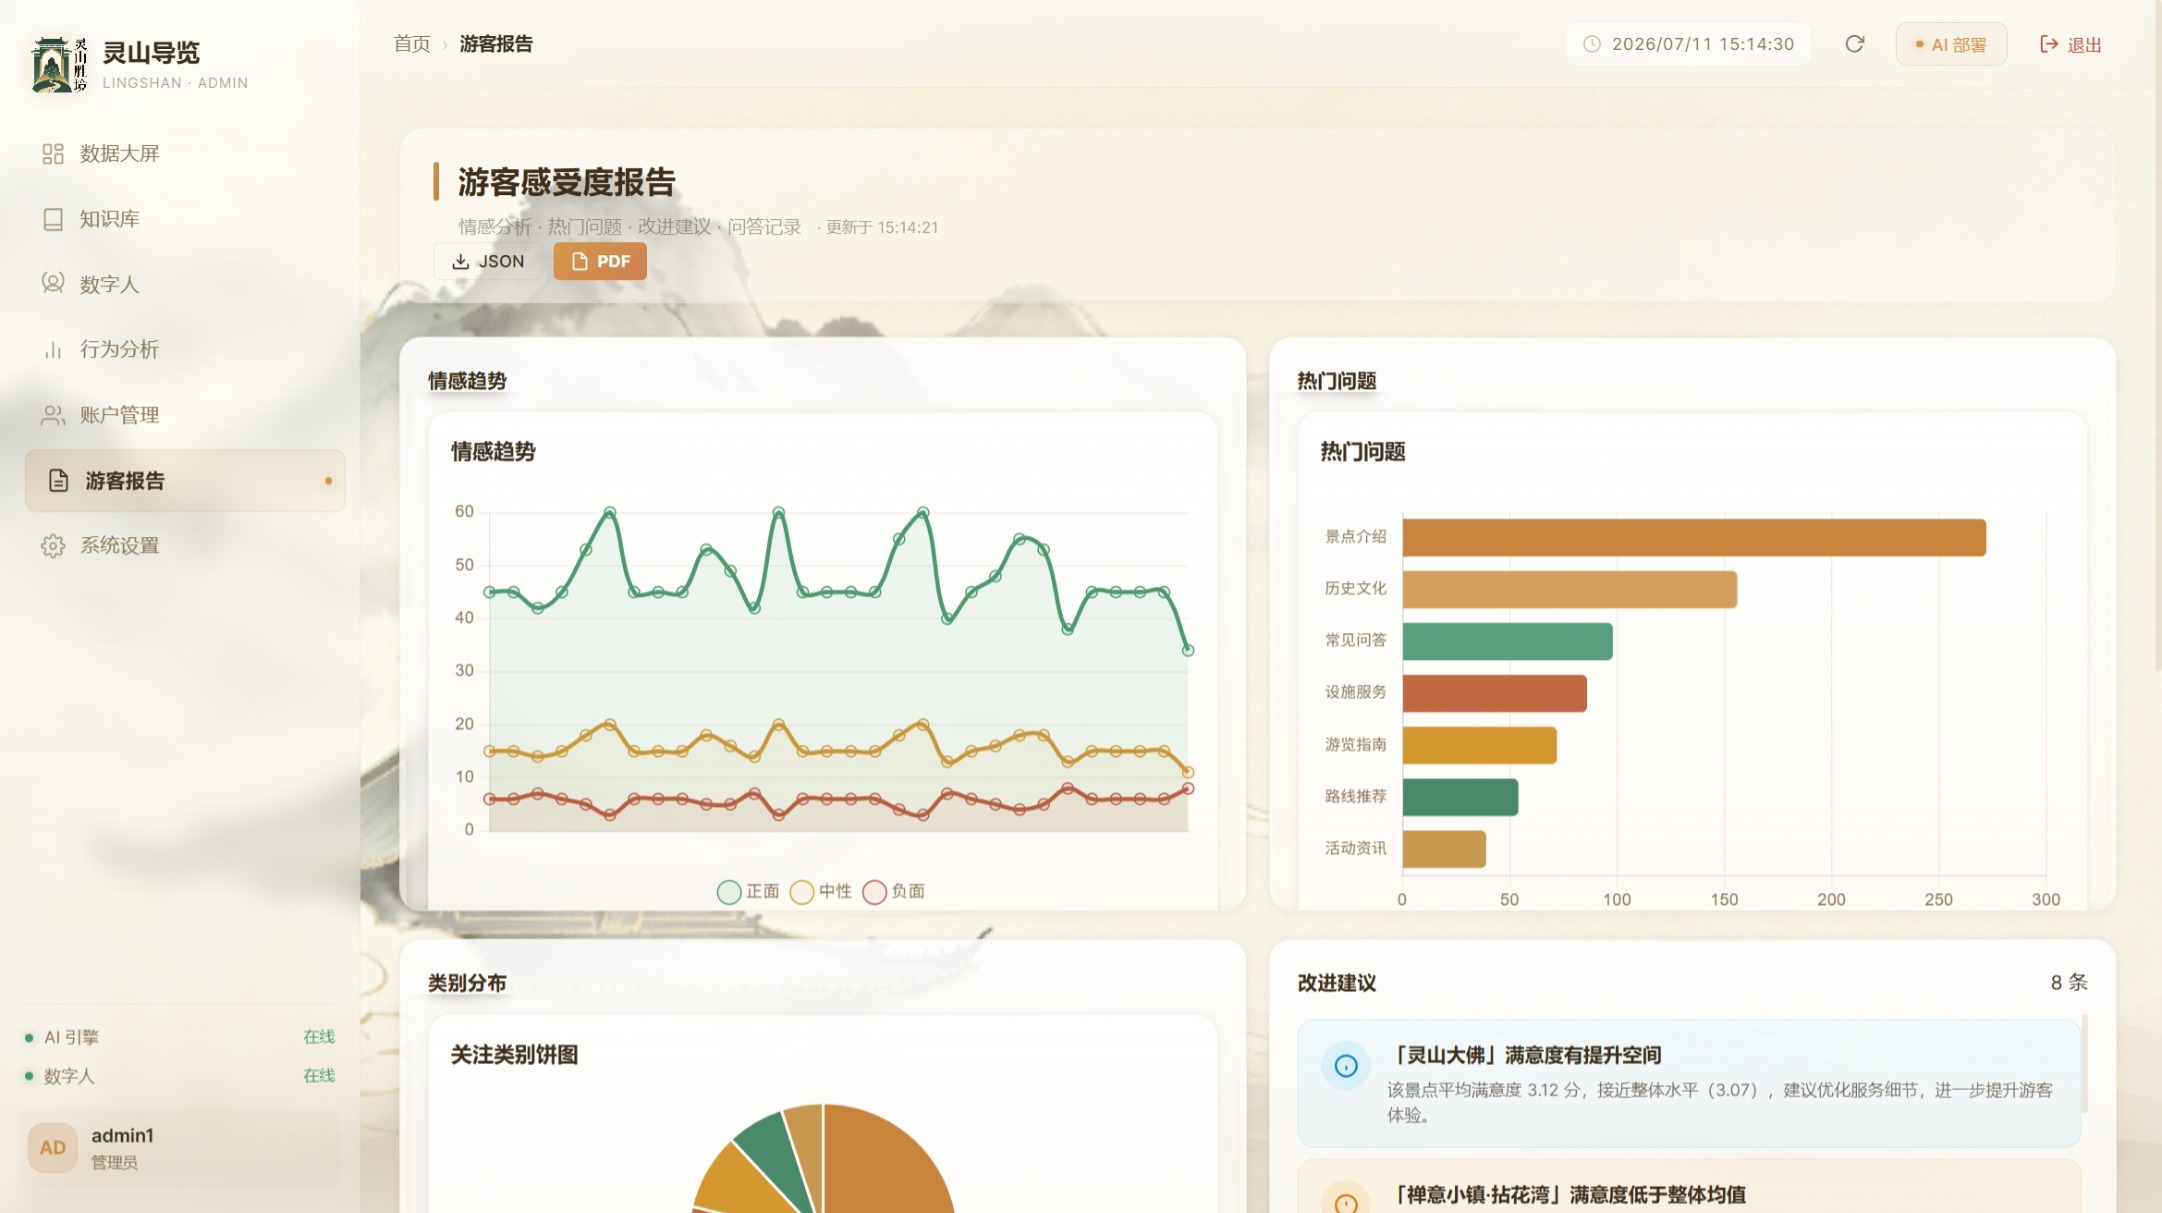 灵山胜境
灵山导览
LINGSHAN · ADMIN
数据大屏
知识库
数字人
行为分析
账户管理
游客报告
系统设置
AI 引擎 在线
数字人 在线
AD
admin1
管理员
首页 › 游客报告
2026/07/11 15:14:30
AI 部署
退出
游客感受度报告
情感分析 · 热门问题 · 改进建议 · 问答记录 · 更新于 15:14:21
JSON
PDF
情感趋势
情感趋势
60
50
40
30
20
10
0
正面 中性 负面
热门问题
热门问题
景点介绍
历史文化
常见问答
设施服务
游览指南
路线推荐
活动资讯
0 50 100 150 200 250 300
类别分布
关注类别饼图
改进建议 8 条
「灵山大佛」满意度有提升空间
该景点平均满意度 3.12 分，接近整体水平（3.07），建议优化服务细节，进一步提升游客
体验。
「禅意小镇·拈花湾」满意度低于整体均值